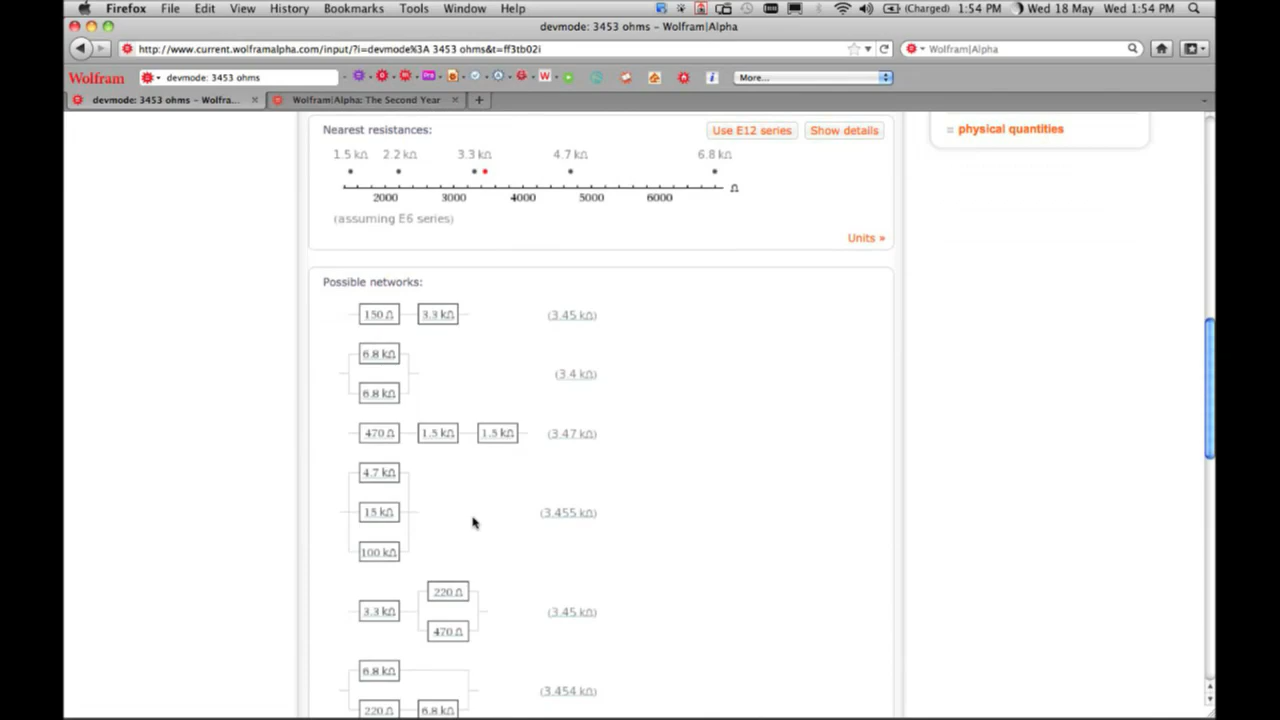 Firefox File Edit View History Bookmarks Tools Window Help (Charged) 1:54 PM Wed 18 May Wed 1:54 PM
devmode: 3453 ohms – Wolfram|Alpha
http://www.current.wolframalpha.com/input/?i=devmode%3A 3453 ohms&t=ff3tb02i Wolfram|Alpha
Wolfram devmode: 3453 ohms Pro W i More...
devmode: 3453 ohms – Wolfra... Wolfram|Alpha: The Second Year
Nearest resistances: Use E12 series Show details
1.5 kΩ 2.2 kΩ 3.3 kΩ 4.7 kΩ 6.8 kΩ
2000 3000 4000 5000 6000 Ω
(assuming E6 series)
Units »
physical quantities
Possible networks:
150 Ω 3.3 kΩ (3.45 kΩ)
6.8 kΩ
(3.4 kΩ)
6.8 kΩ
470 Ω 1.5 kΩ 1.5 kΩ (3.47 kΩ)
4.7 kΩ
15 kΩ (3.455 kΩ)
100 kΩ
220 Ω
3.3 kΩ (3.45 kΩ)
470 Ω
6.8 kΩ
(3.454 kΩ)
220 Ω 6.8 kΩ